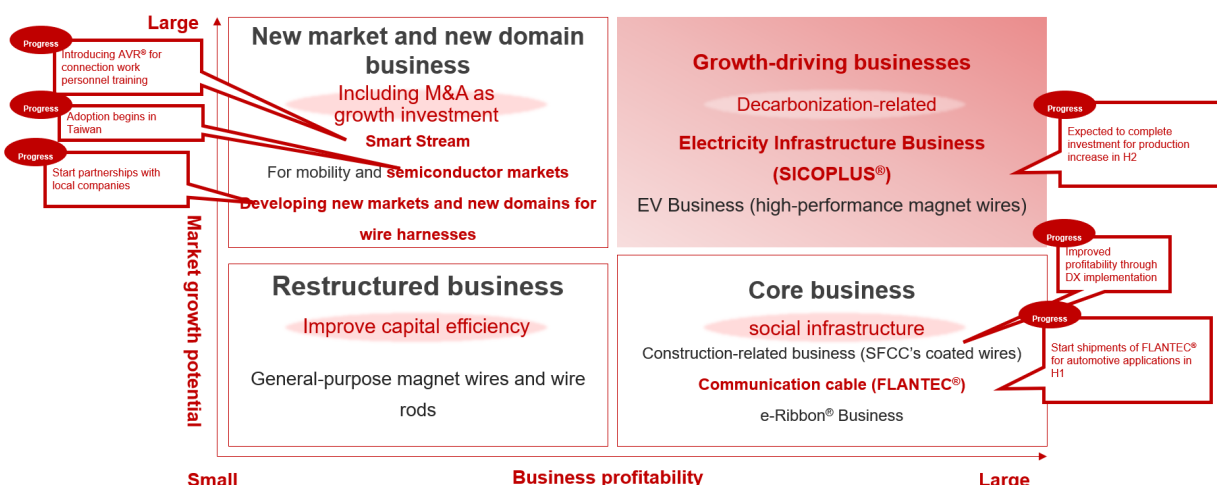 Large
Progress
Introducing AVR® for
connection work
personnel training
Progress
Adoption begins in
Taiwan
Progress
Start partnerships with
local companies
Market growth potential
New market and new domain
business
Including M&A as
growth investment
Smart Stream
For mobility and semiconductor markets
Developing new markets and new domains for
wire harnesses
Growth-driving businesses
Decarbonization-related
Electricity Infrastructure Business
(SICOPLUS®)
EV Business (high-performance magnet wires)
Progress
Expected to complete
investment for production
increase in H2
Restructured business
Improve capital efficiency
General-purpose magnet wires and wire
rods
Core business
social infrastructure
Construction-related business (SFCC's coated wires)
Communication cable (FLANTEC®)
e-Ribbon® Business
Progress
Improved
profitability through
DX implementation
Progress
Start shipments of FLANTEC®
for automotive applications in
H1
Small
Business profitability
Large